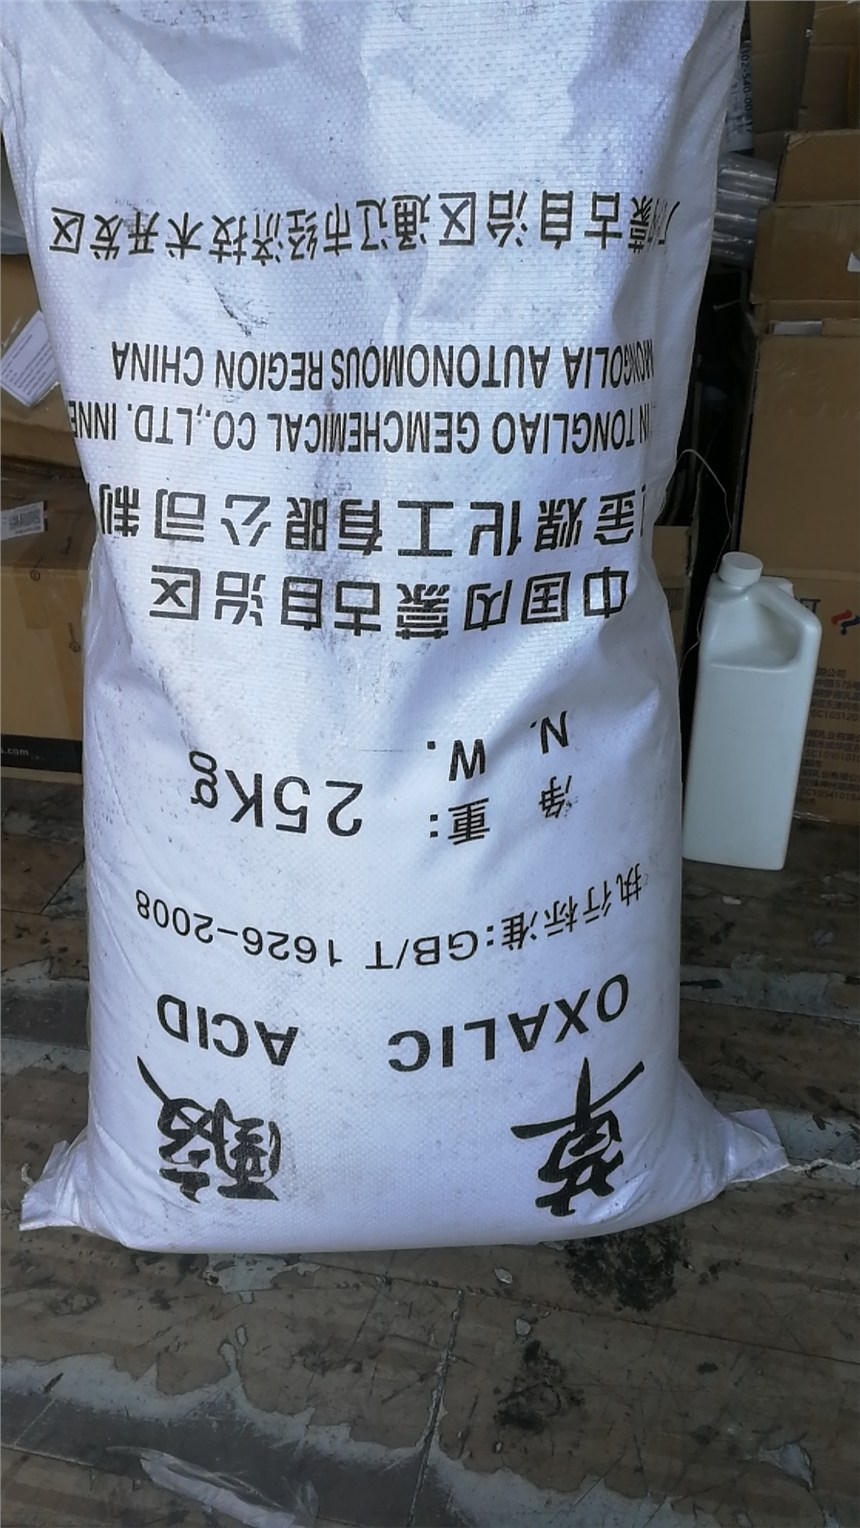 草酸
OXALIC ACID
执行标准:GB/T 1626-2008
净 重: 25Kg
N. W.
中国内蒙古自治区
金煤化工有限公司制
TONGLIAO GEMCHEMICAL CO.,LTD. INNE
MONGOLIA AUTONOMOUS REGION CHINA
蒙古自治区通辽市经济技术开发区